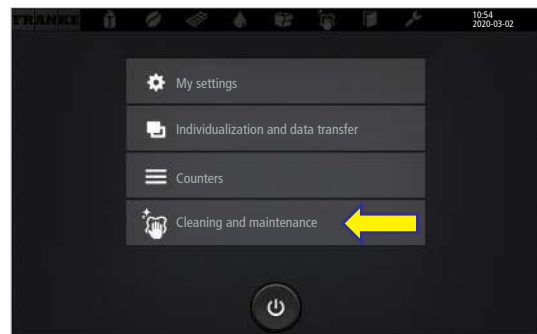 FRANKE
10:54
2020-03-02
My settings
Individualization and data transfer
Counters
Cleaning and maintenance